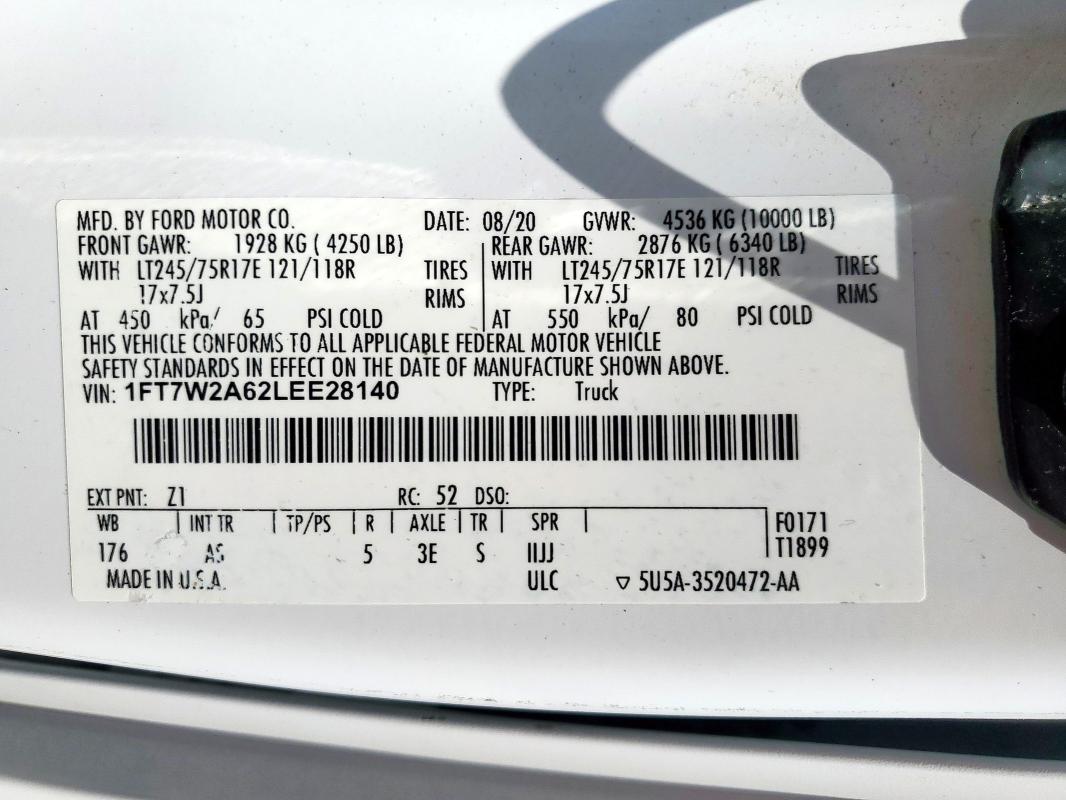 MFD. BY FORD MOTOR CO. DATE: 08/20 GVWR: 4536 KG (10000 LB)
FRONT GAWR: 1928 KG ( 4250 LB) REAR GAWR: 2876 KG ( 6340 LB)
WITH LT245/75R17E 121/118R TIRES WITH LT245/75R17E 121/118R TIRES
17x7.5J RIMS 17x7.5J RIMS
AT 450 kPa/ 65 PSI COLD AT 550 kPa/ 80 PSI COLD
THIS VEHICLE CONFORMS TO ALL APPLICABLE FEDERAL MOTOR VEHICLE
SAFETY STANDARDS IN EFFECT ON THE DATE OF MANUFACTURE SHOWN ABOVE.
VIN: 1FT7W2A62LEE28140 TYPE: Truck
EXT PNT: Z1 RC: 52 DSO:
WB INT TR TP/PS R AXLE TR SPR F0171
176 AS 5 3E S IIJJ T1899
MADE IN U.S.A. ULC ▽ 5U5A-3520472-AA